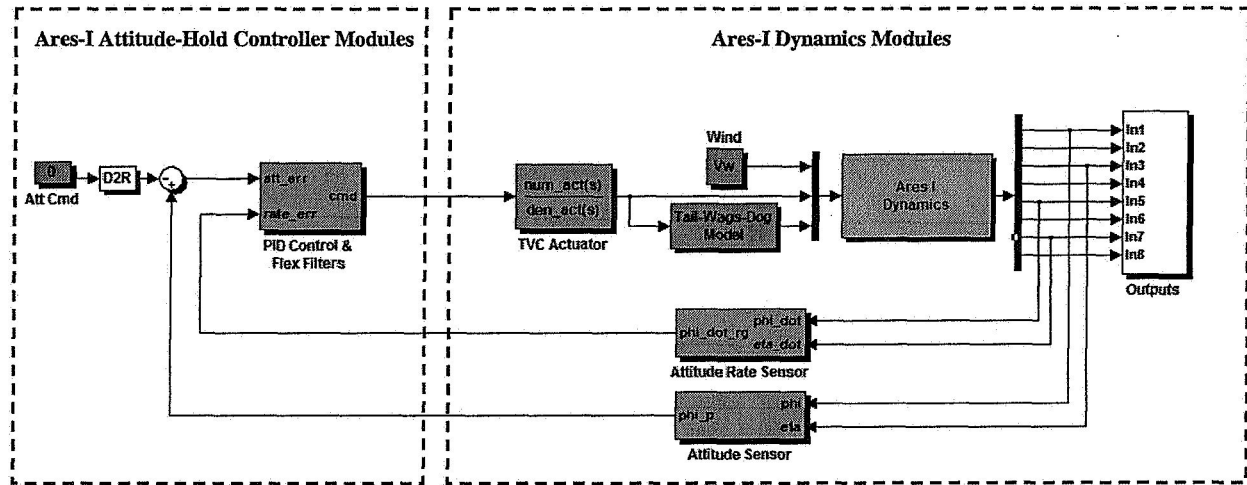 Ares-I Attitude-Hold Controller Modules
Ares-I Dynamics Modules
0
Att Cmd
D2R
-
+
att_err
cmd
rate_err
PID Control &
Flex Filters
num_act(s)
den_act(s)
TVC Actuator
Wind
Vw
Tail-Wags-Dog
Model
Ares I
Dynamics
In1
In2
In3
In4
In5
In6
In7
In8
Outputs
phi_dot
phi_dot_rg
eta_dot
Attitude Rate Sensor
phi
phi_p
eta
Attitude Sensor